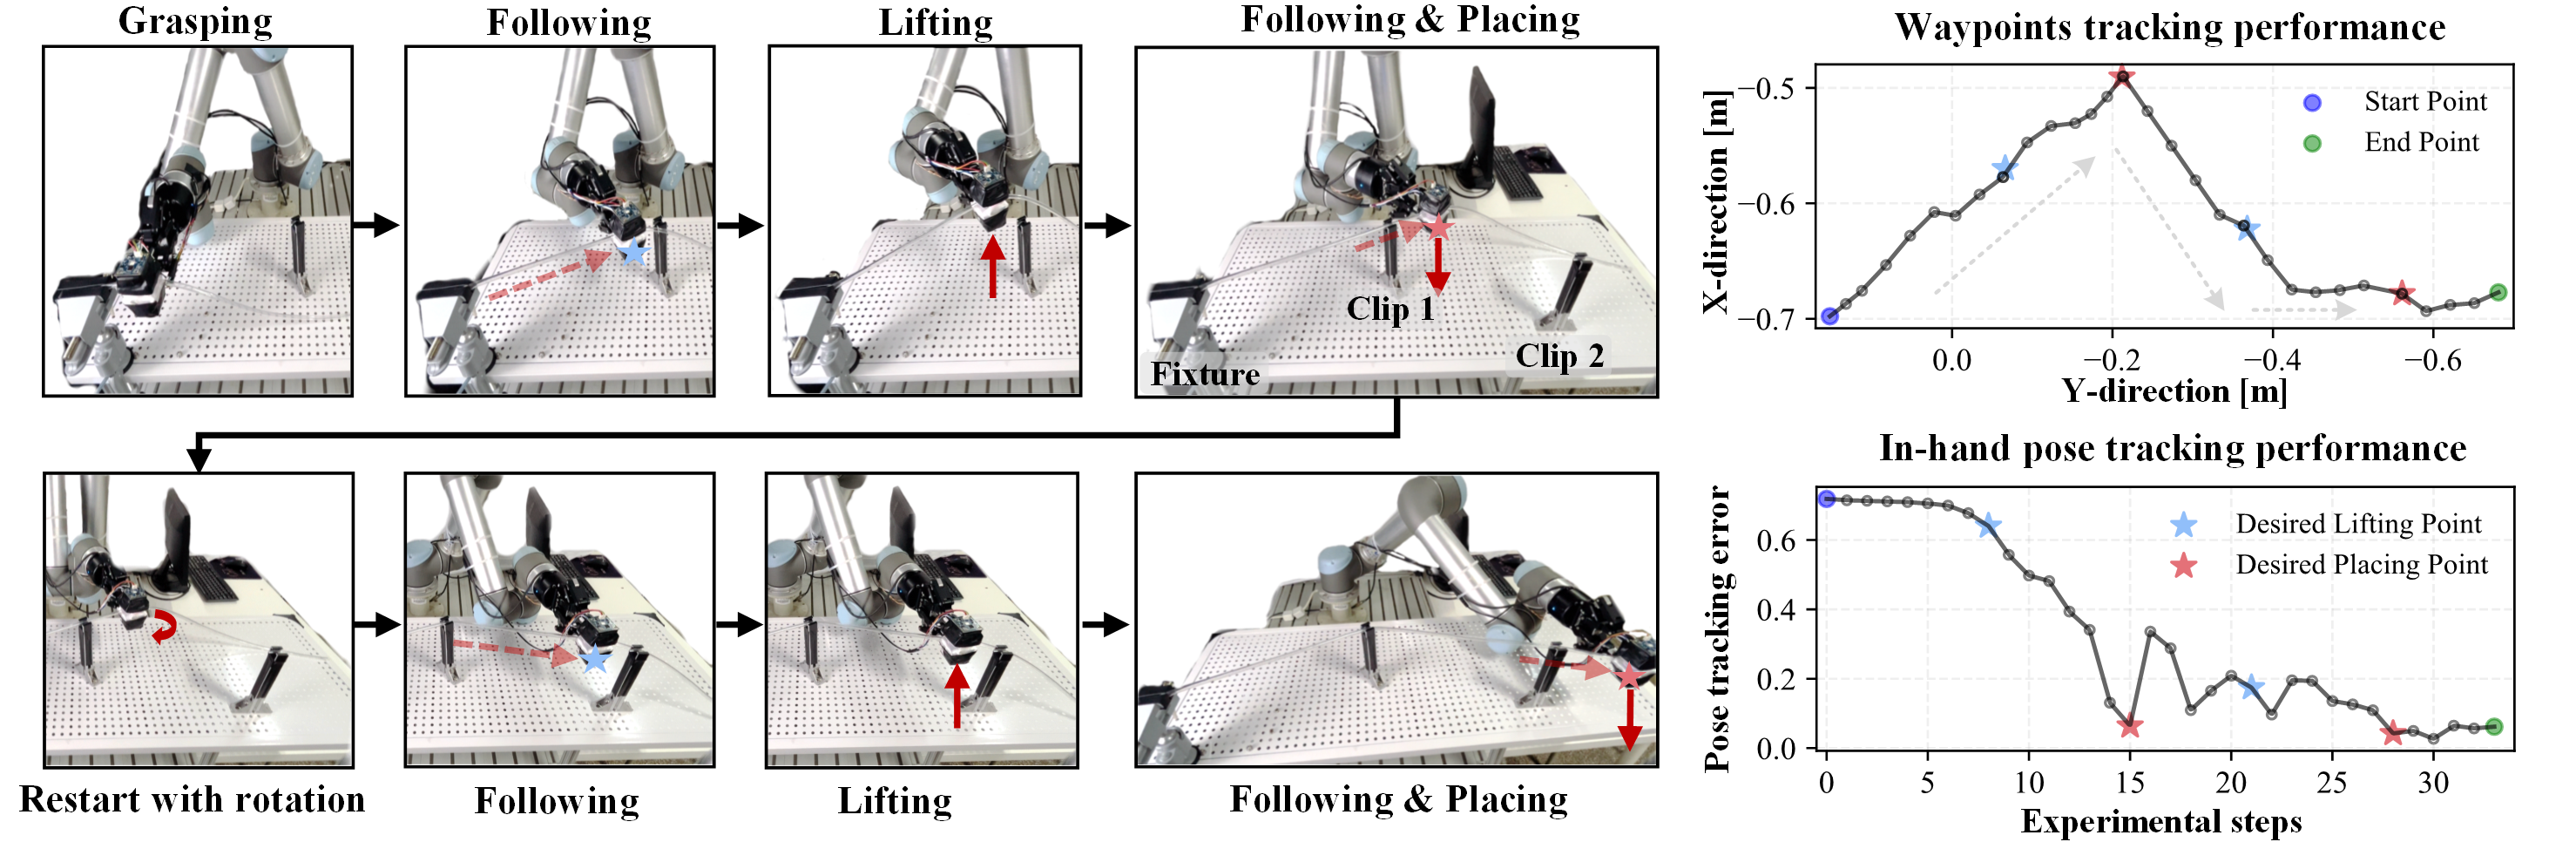 Grasping
Following
Lifting
Following & Placing
Clip 1
Clip 2
Fixture
Restart with rotation
Following
Lifting
Following & Placing
Waypoints tracking performance
X-direction [m]
−0.5
−0.6
−0.7
Start Point
End Point
0.0
−0.2
−0.4
−0.6
Y-direction [m]
In-hand pose tracking performance
Pose tracking error
0.6
0.4
0.2
0.0
Desired Lifting Point
Desired Placing Point
0
5
10
15
20
25
30
Experimental steps